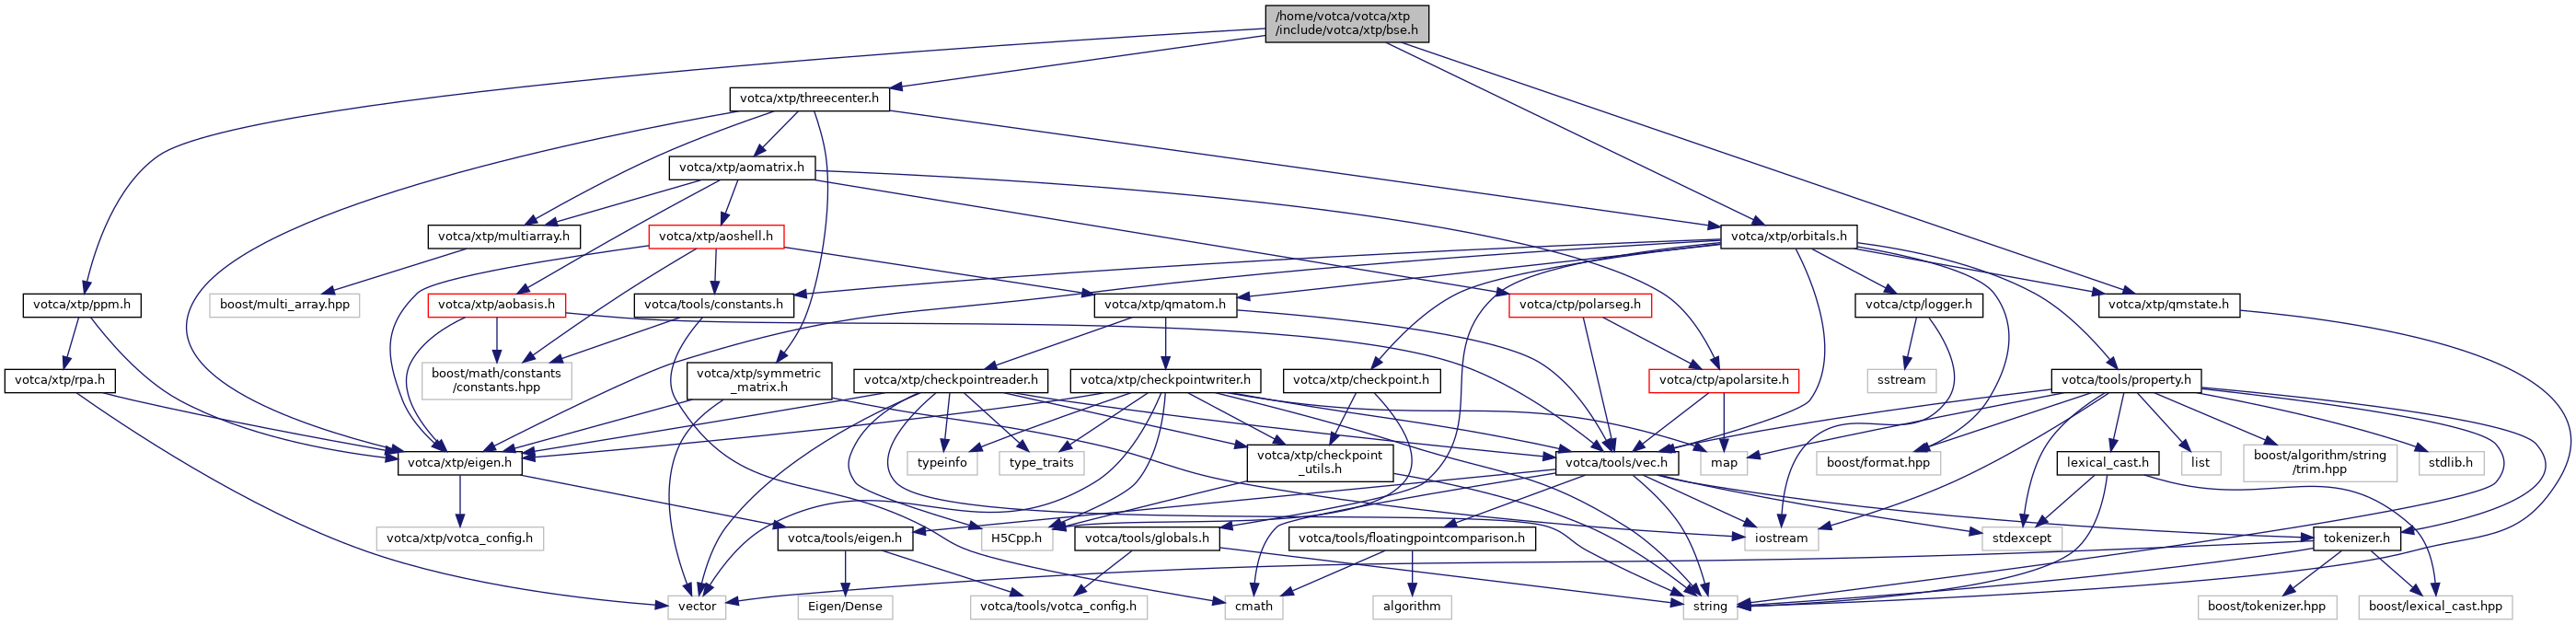 /home/votca/votca/xtp
/include/votca/xtp/bse.h
votca/xtp/threecenter.h
votca/xtp/aomatrix.h
votca/xtp/multiarray.h
votca/xtp/aoshell.h
votca/xtp/orbitals.h
votca/xtp/ppm.h
boost/multi_array.hpp
votca/xtp/aobasis.h
votca/tools/constants.h
votca/xtp/qmatom.h
votca/ctp/polarseg.h
votca/ctp/logger.h
votca/xtp/qmstate.h
votca/xtp/rpa.h
boost/math/constants
/constants.hpp
votca/xtp/symmetric
_matrix.h
votca/xtp/checkpointreader.h
votca/xtp/checkpointwriter.h
votca/xtp/checkpoint.h
votca/ctp/apolarsite.h
sstream
votca/tools/property.h
votca/xtp/eigen.h
typeinfo
type_traits
votca/xtp/checkpoint
_utils.h
votca/tools/vec.h
map
boost/format.hpp
lexical_cast.h
list
boost/algorithm/string
/trim.hpp
stdlib.h
votca/xtp/votca_config.h
votca/tools/eigen.h
H5Cpp.h
votca/tools/globals.h
votca/tools/floatingpointcomparison.h
iostream
stdexcept
tokenizer.h
vector
Eigen/Dense
votca/tools/votca_config.h
cmath
algorithm
string
boost/tokenizer.hpp
boost/lexical_cast.hpp